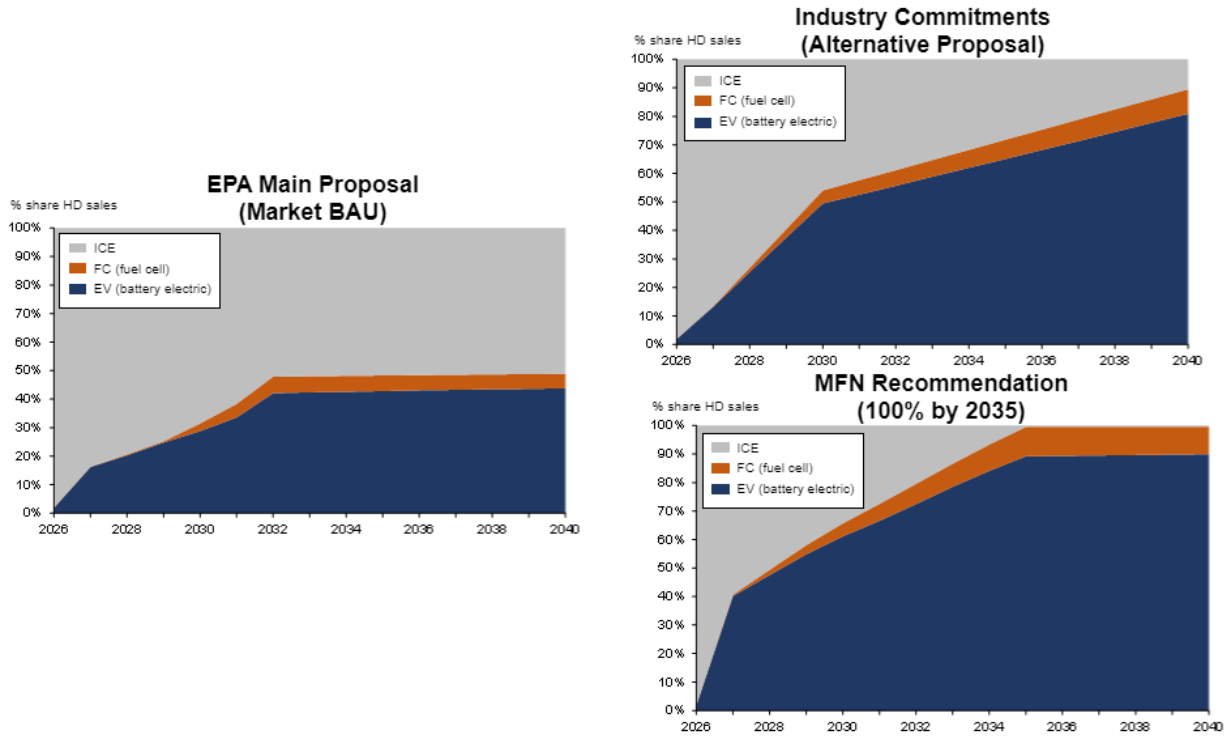 EPA Main Proposal
(Market BAU)
% share HD sales
100%
90%
80%
70%
60%
50%
40%
30%
20%
10%
0%
ICE
FC (fuel cell)
EV (battery electric)
2026 2028 2030 2032 2034 2036 2038 2040
Industry Commitments
(Alternative Proposal)
% share HD sales
100%
90%
80%
70%
60%
50%
40%
30%
20%
10%
0%
ICE
FC (fuel cell)
EV (battery electric)
2026 2028 2030 2032 2034 2036 2038 2040
MFN Recommendation
(100% by 2035)
% share HD sales
100%
90%
80%
70%
60%
50%
40%
30%
20%
10%
0%
ICE
FC (fuel cell)
EV (battery electric)
2026 2028 2030 2032 2034 2036 2038 2040